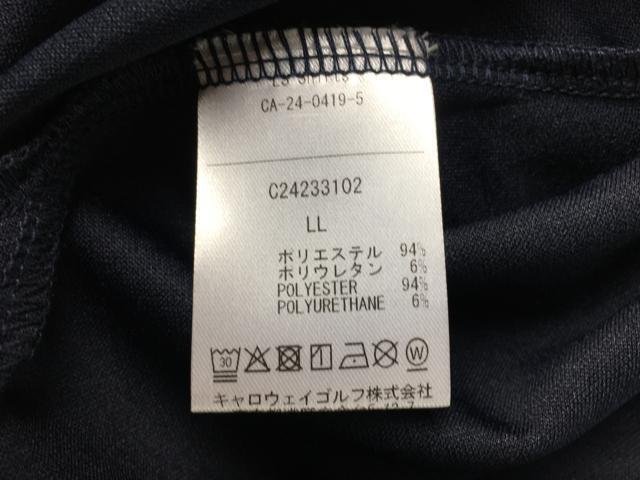 CA-24-0419-5
C24233102
LL
ポリエステル 94%
ポリウレタン 6%
POLYESTER 94%
POLYURETHANE 6%
30
W
キャロウェイゴルフ株式会社